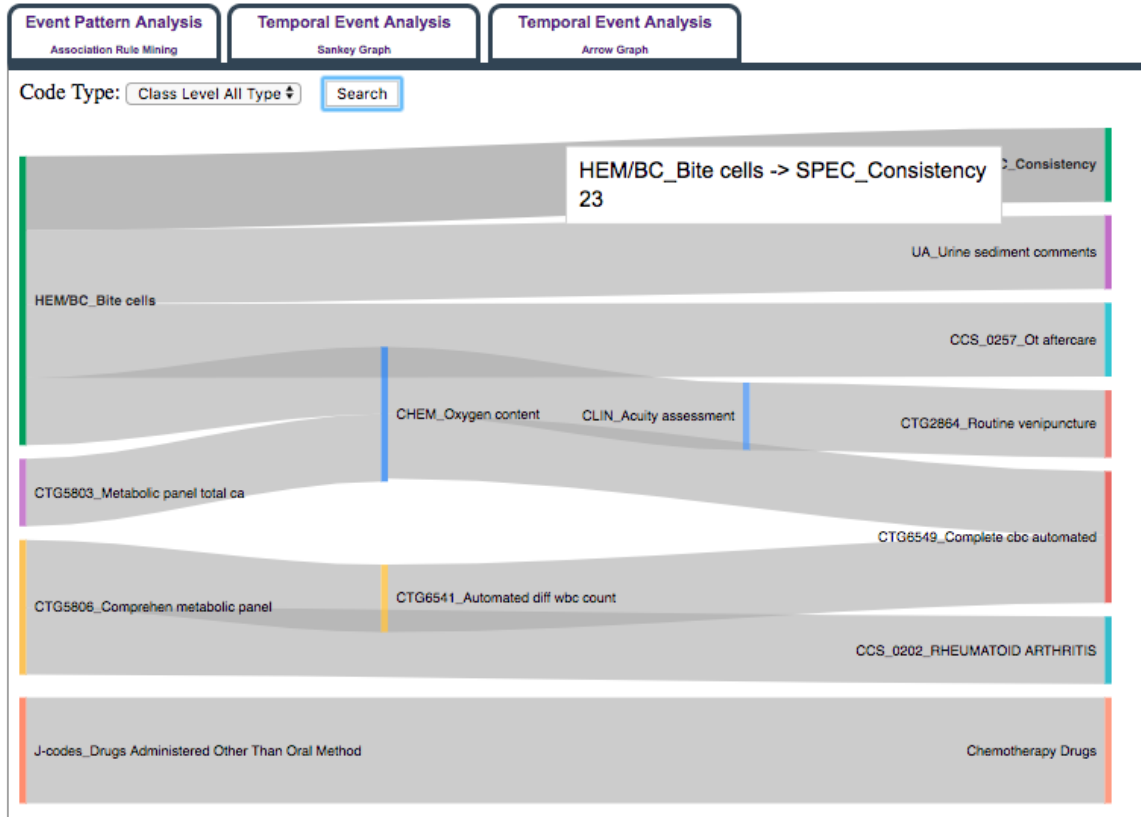 Event Pattern Analysis
Association Rule Mining
Temporal Event Analysis
Sankey Graph
Temporal Event Analysis
Arrow Graph
Code Type: Class Level All Type Search
HEM/BC_Bite cells -> SPEC_Consistency
23
C_Consistency
UA_Urine sediment comments
HEM/BC_Bite cells
CCS_0257_Ot aftercare
CHEM_Oxygen content
CLIN_Acuity assessment
CTG2864_Routine venipuncture
CTG5803_Metabolic panel total ca
CTG6549_Complete cbc automated
CTG5806_Comprehen metabolic panel
CTG6541_Automated diff wbc count
CCS_0202_RHEUMATOID ARTHRITIS
J-codes_Drugs Administered Other Than Oral Method
Chemotherapy Drugs